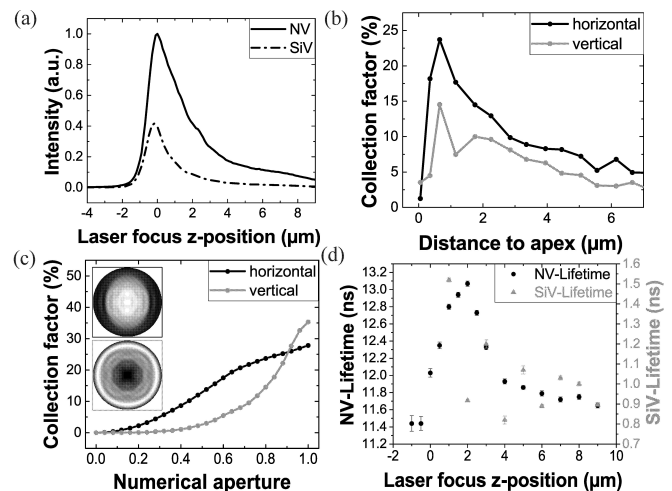 (a)
NV
SiV
Intensity (a.u.)
1.0
0.8
0.6
0.4
0.2
0.0
-4 -2 0 2 4 6 8
Laser focus z-position (µm)
(b)
horizontal
vertical
Collection factor (%)
25
20
15
10
5
0
0 2 4 6
Distance to apex (µm)
(c)
horizontal
vertical
Collection factor (%)
60
50
40
30
20
10
0
0.0 0.2 0.4 0.6 0.8 1.0
Numerical aperture
(d)
NV-Lifetime
SiV-Lifetime
NV-Lifetime (ns)
13.2
13.0
12.8
12.6
12.4
12.2
12.0
11.8
11.6
11.4
11.2
SiV-Lifetime (ns)
1.6
1.5
1.4
1.3
1.2
1.1
1.0
0.9
0.8
0.7
-2 0 2 4 6 8 10
Laser focus z-position (µm)